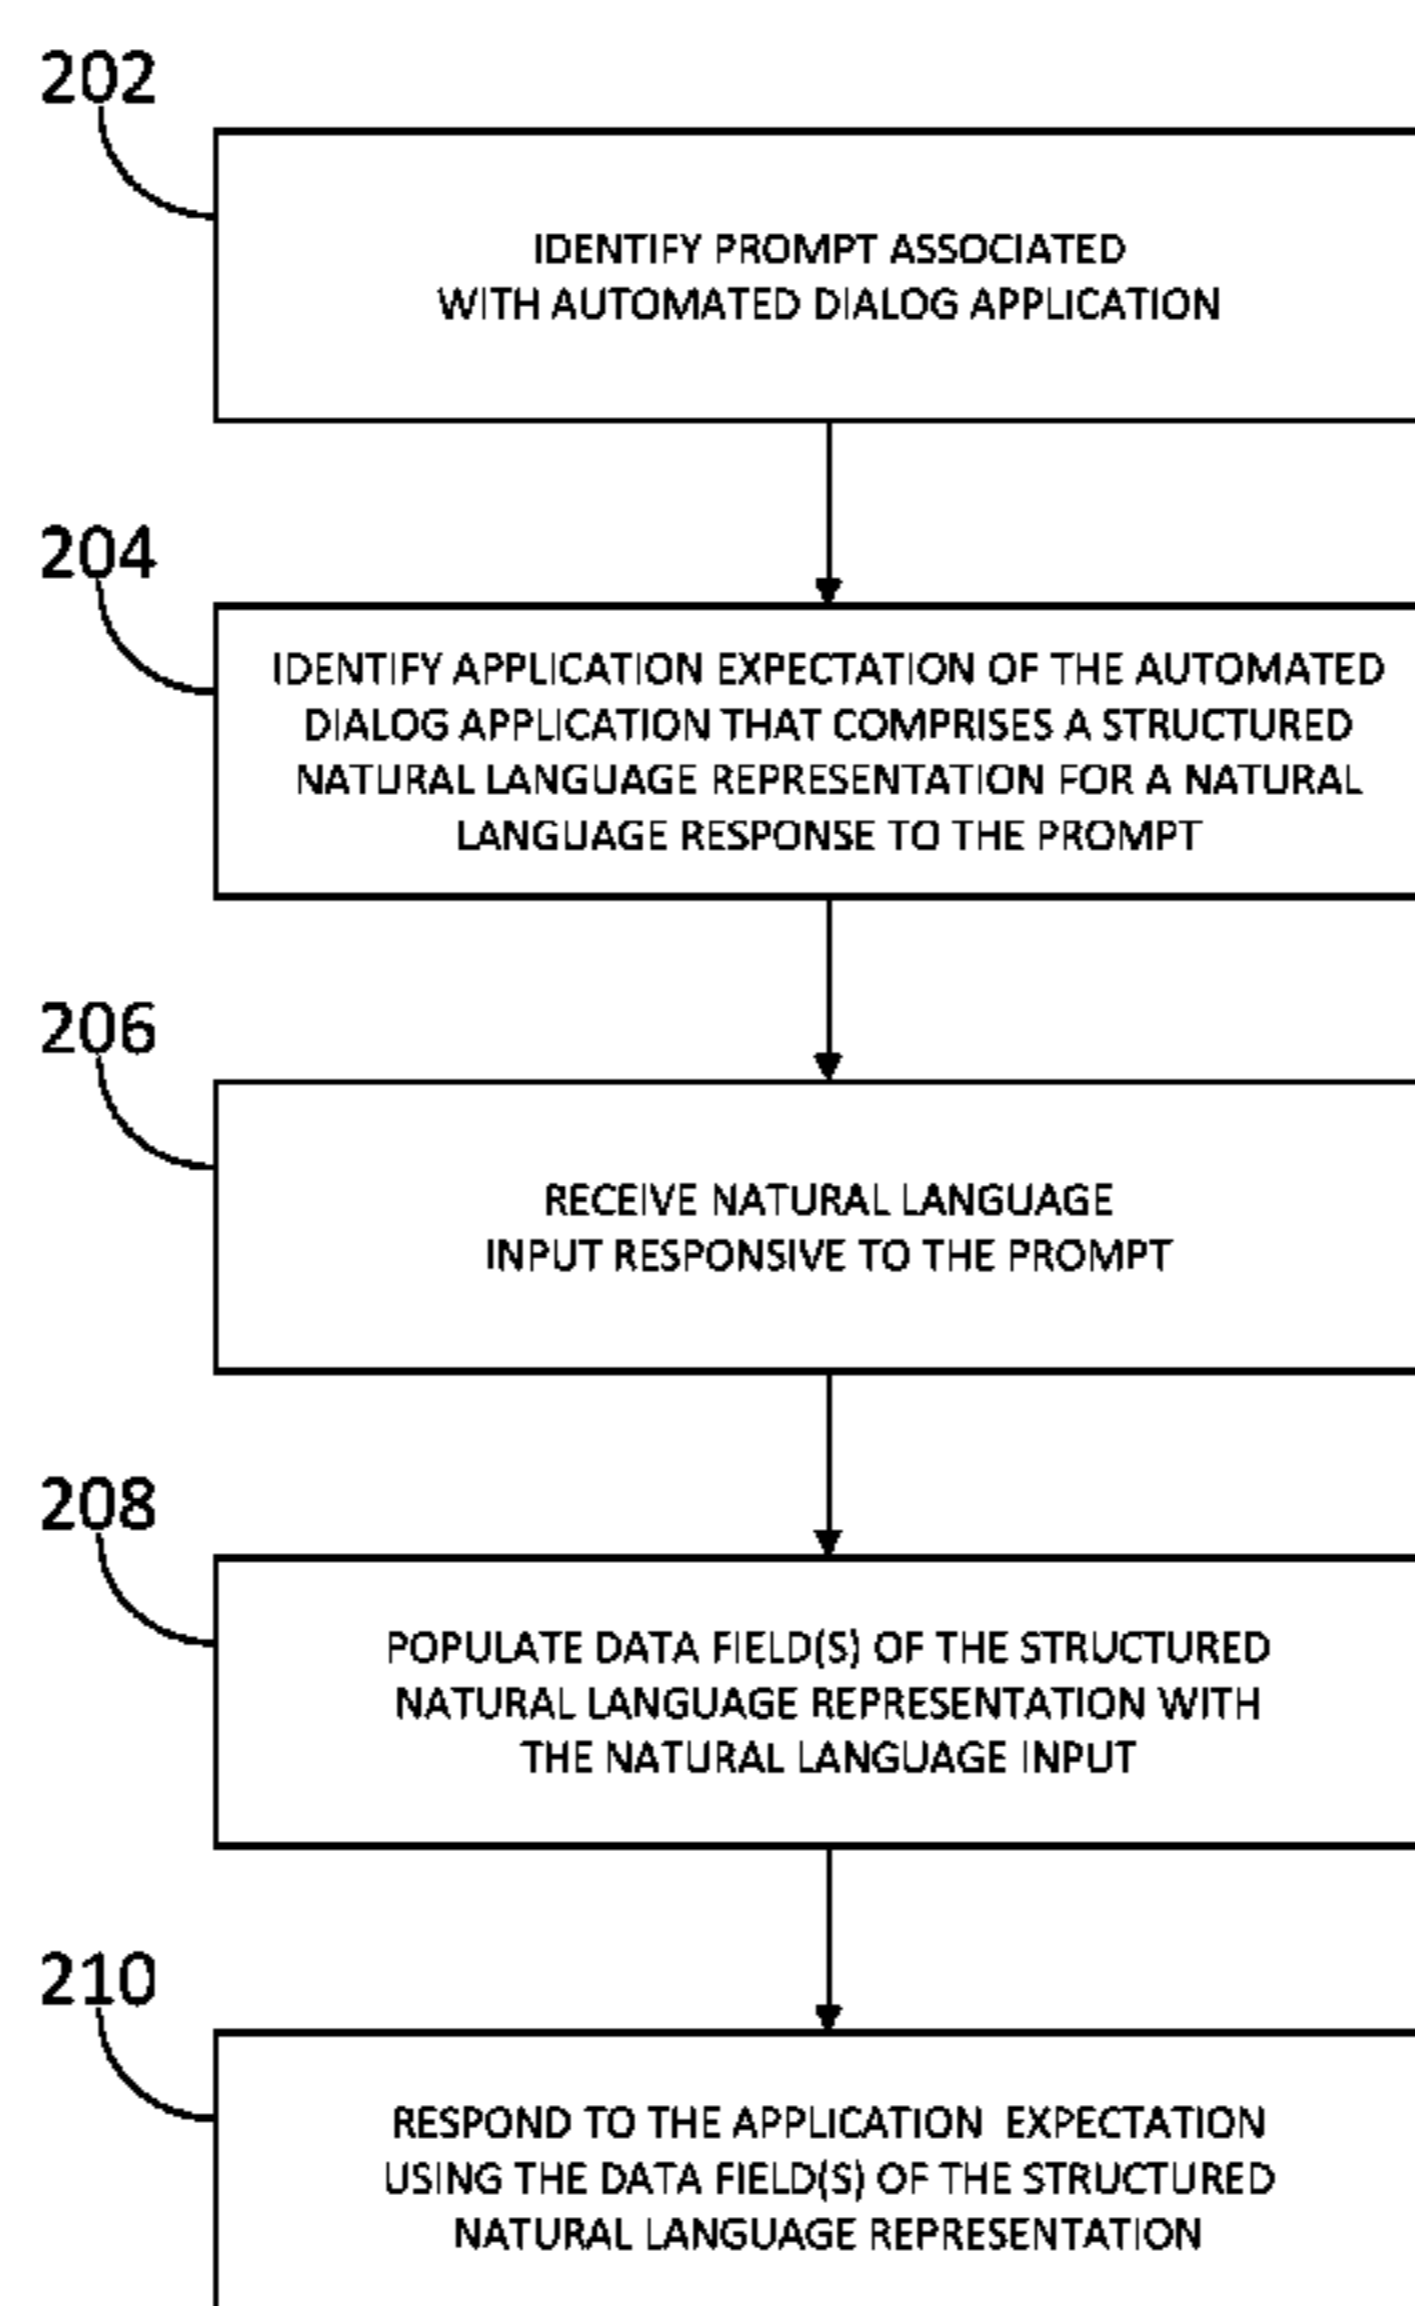 202
IDENTIFY PROMPT ASSOCIATED
WITH AUTOMATED DIALOG APPLICATION
204
IDENTIFY APPLICATION EXPECTATION OF THE AUTOMATED
DIALOG APPLICATION THAT COMPRISES A STRUCTURED
NATURAL LANGUAGE REPRESENTATION FOR A NATURAL
LANGUAGE RESPONSE TO THE PROMPT
206
RECEIVE NATURAL LANGUAGE
INPUT RESPONSIVE TO THE PROMPT
208
POPULATE DATA FIELD(S) OF THE STRUCTURED
NATURAL LANGUAGE REPRESENTATION WITH
THE NATURAL LANGUAGE INPUT
210
RESPOND TO THE APPLICATION EXPECTATION
USING THE DATA FIELD(S) OF THE STRUCTURED
NATURAL LANGUAGE REPRESENTATION